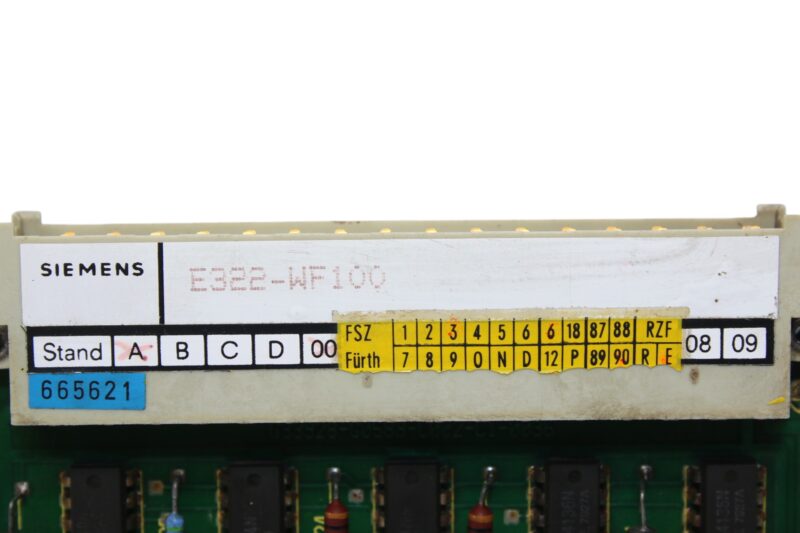 SIEMENS
E322-WF100
Stand A B C D 00 08 09
FSZ 1 2 3 4 5 6 6 18 87 88 RZF
Fürth 7 8 9 0 N D 12 P 89 90 R E
665621